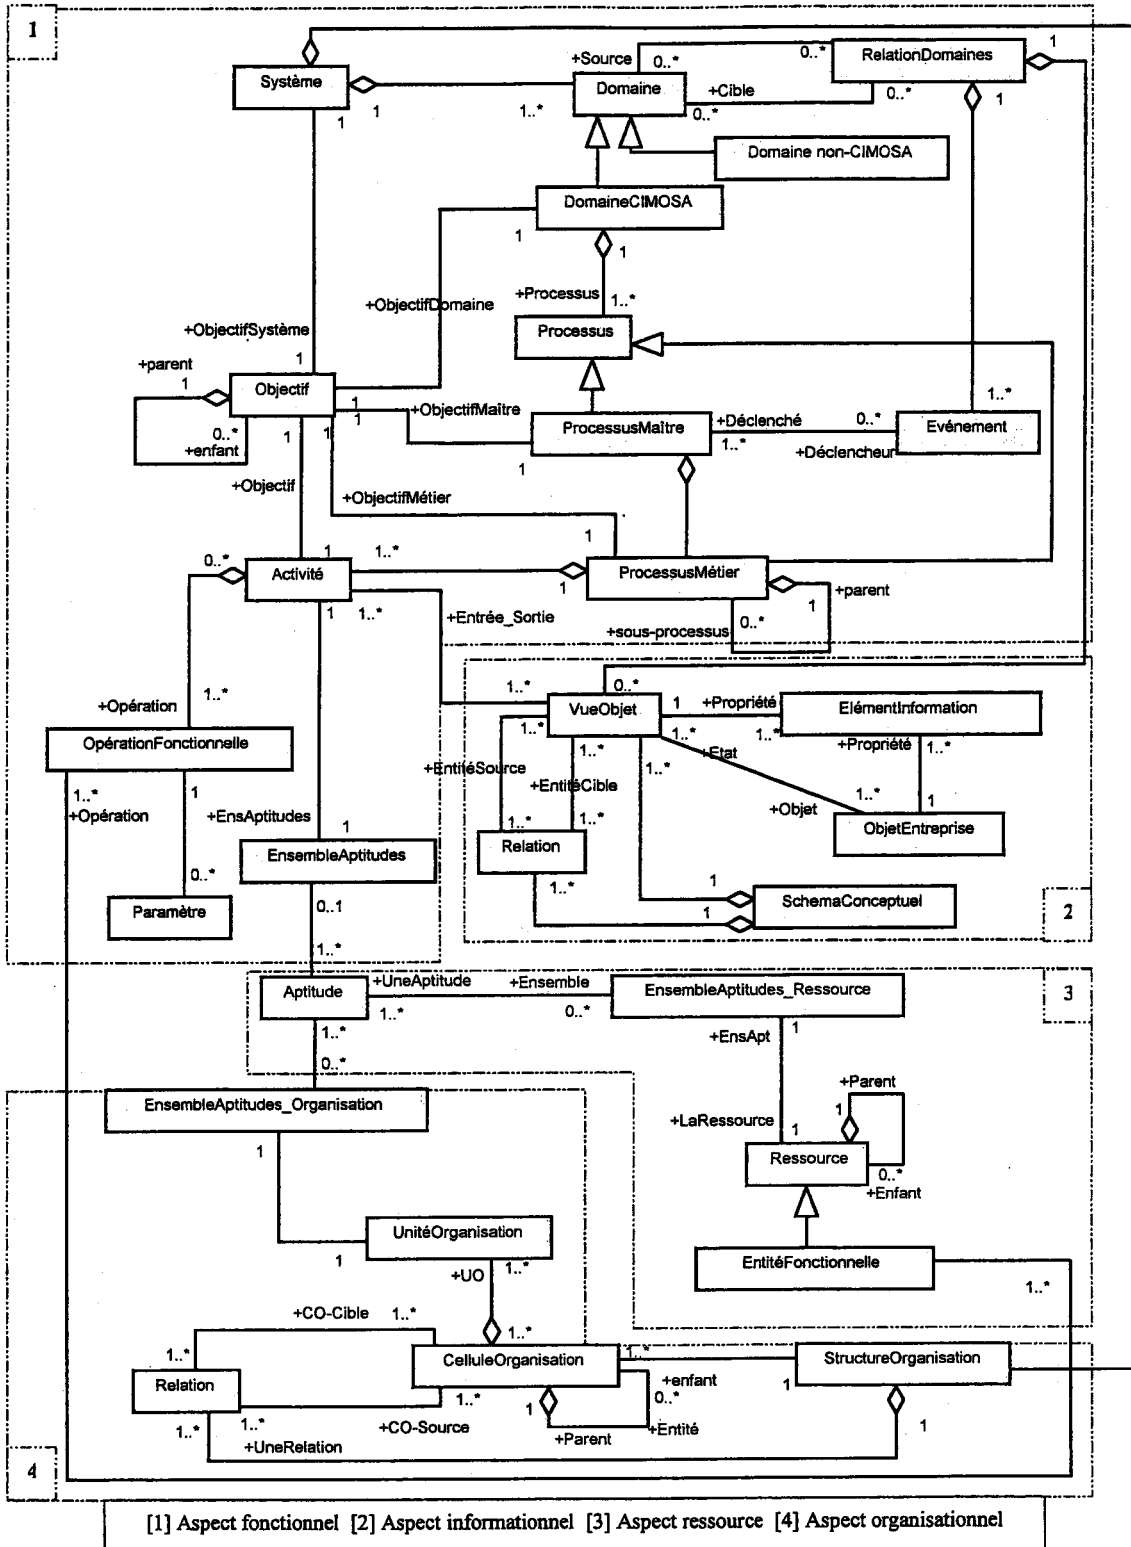 1
Système
1
1
1..*
+Source
0..*
0..*
RelationDomaines
1
Domaine
+Cible
0..*
0..*
Domaine non-CIMOSA
DomaineCIMOSA
1
1
+Processus
1..*
+ObjectifDomaine
Processus
+ObjectifSystème
1
+parent
1
Objectif
0..*
+enfant
1
1
+ObjectifMaître
1
1
ProcessusMaître
1
+Déclenché
1..*
0..*
+Déclencheur
1..*
Evénement
+Objectif
+ObjectifMétier
1
1
0..*
Activité
1..*
1
ProcessusMétier
1
+parent
0..*
+sous-processus
1
1..*
+Entrée_Sortie
+Opération
1..*
OpérationFonctionnelle
1..*
+Opération
1
0..*
Paramètre
+EnsAptitudes
1
EnsembleAptitudes
0..1
1..*
1..*
0..*
VueObjet
1..*
1
+Propriété
1..*
ElémentInformation
+Propriété
1..*
1..*
+Etat
+EntitéSource
1..*
+EntitéCible
1..*
+Objet
1..*
1
ObjetEntreprise
1..*
1..*
Relation
1..*
1
1
SchemaConceptuel
2
Aptitude
+UneAptitude
1..*
+Ensemble
0..*
EnsembleAptitudes_Ressource
3
1..*
0..*
+EnsApt
1
EnsembleAptitudes_Organisation
1
+LaRessource
1
+Parent
1
Ressource
0..*
+Enfant
UnitéOrganisation
1
+UO
1..*
EntitéFonctionnelle
1..*
+CO-Cible
1..*
1..*
1..*
CelluleOrganisation
1..*
StructureOrganisation
Relation
1..*
+enfant
0..*
1
1..*
1..*
+CO-Source
1
+Parent
+Entité
1
+UneRelation
4
[1] Aspect fonctionnel [2] Aspect informationnel [3] Aspect ressource [4] Aspect organisationnel